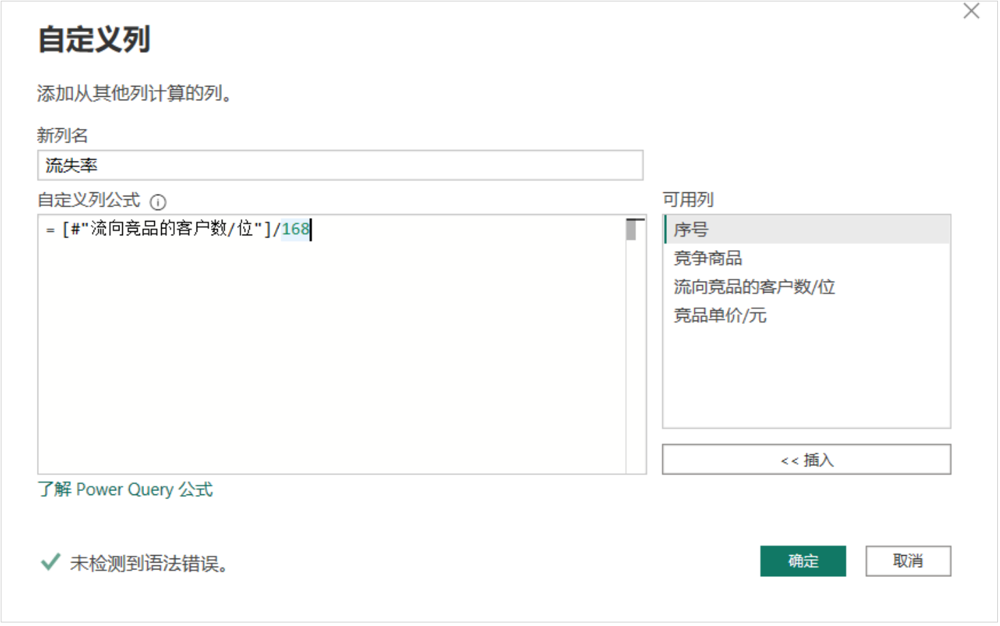 自定义列
添加从其他列计算的列。
新列名
流失率
自定义列公式
= [#"流向竞品的客户数/位"]/168
可用列
序号
竞争商品
流向竞品的客户数/位
竞品单价/元
<< 插入
了解 Power Query 公式
未检测到语法错误。
确定
取消